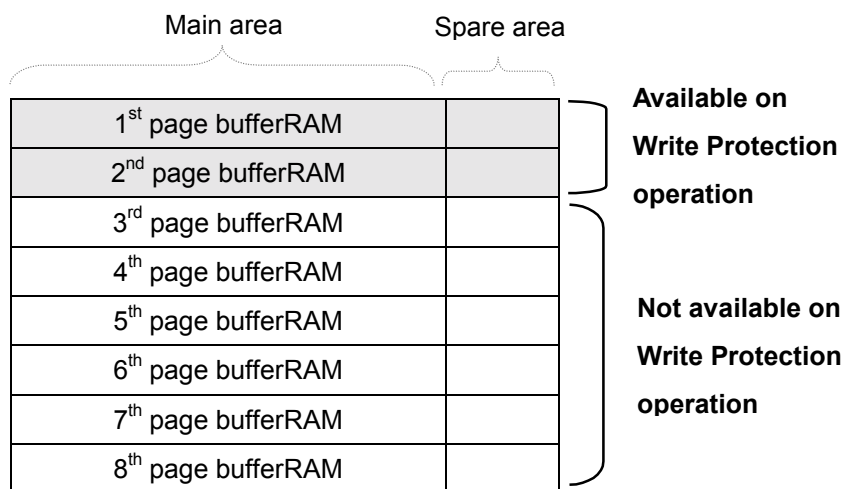 Main area Spare area
1st page bufferRAM
2nd page bufferRAM
3rd page bufferRAM
4th page bufferRAM
5th page bufferRAM
6th page bufferRAM
7th page bufferRAM
8th page bufferRAM
Available on
Write Protection
operation
Not available on
Write Protection
operation